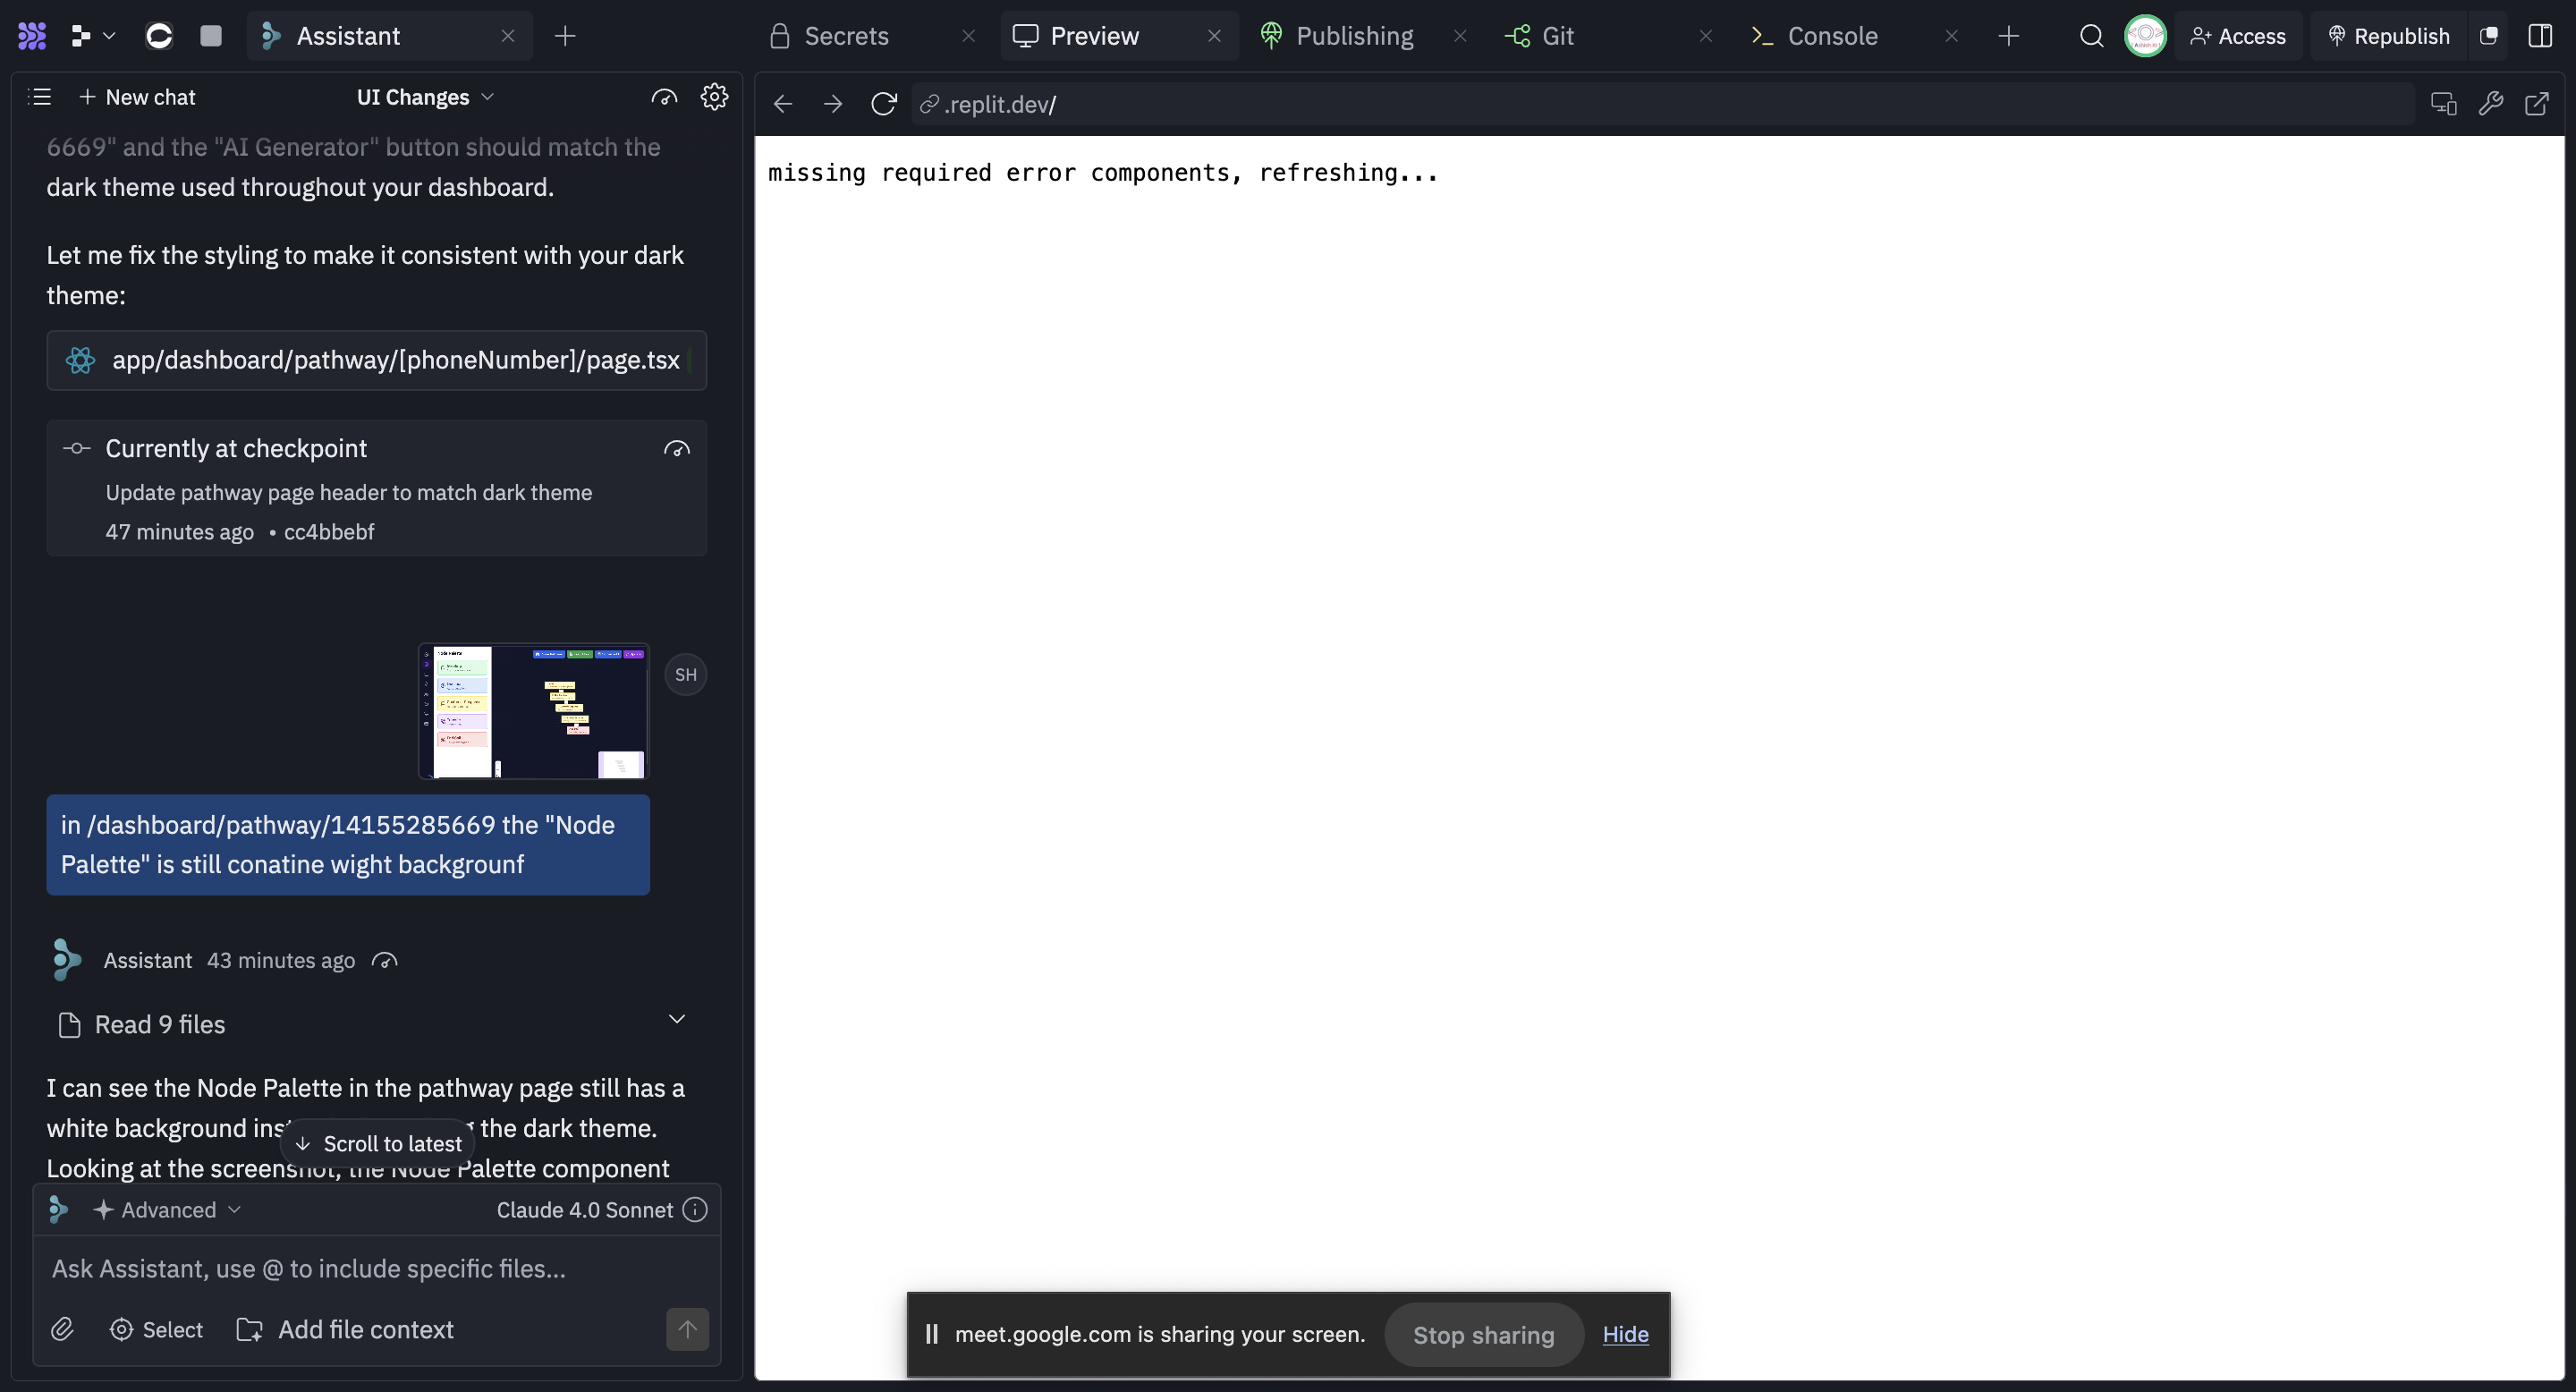 Assistant
Secrets
Preview
Publishing
Git
Console
Access
Republish
New chat
UI Changes
.replit.dev/
6669" and the "AI Generator" button should match the
dark theme used throughout your dashboard.
Let me fix the styling to make it consistent with your dark
theme:
app/dashboard/pathway/[phoneNumber]/page.tsx
Currently at checkpoint
Update pathway page header to match dark theme
47 minutes ago • cc4bbebf
SH
in /dashboard/pathway/14155285669 the "Node
Palette" is still conatine wight backgrounf
Assistant 43 minutes ago
Read 9 files
I can see the Node Palette in the pathway page still has a
white background the dark theme.
Scroll to latest
Looking at the screenshot, the Node Palette component
Advanced
Claude 4.0 Sonnet
Ask Assistant, use @ to include specific files...
Select
Add file context
missing required error components, refreshing...
meet.google.com is sharing your screen.
Stop sharing
Hide